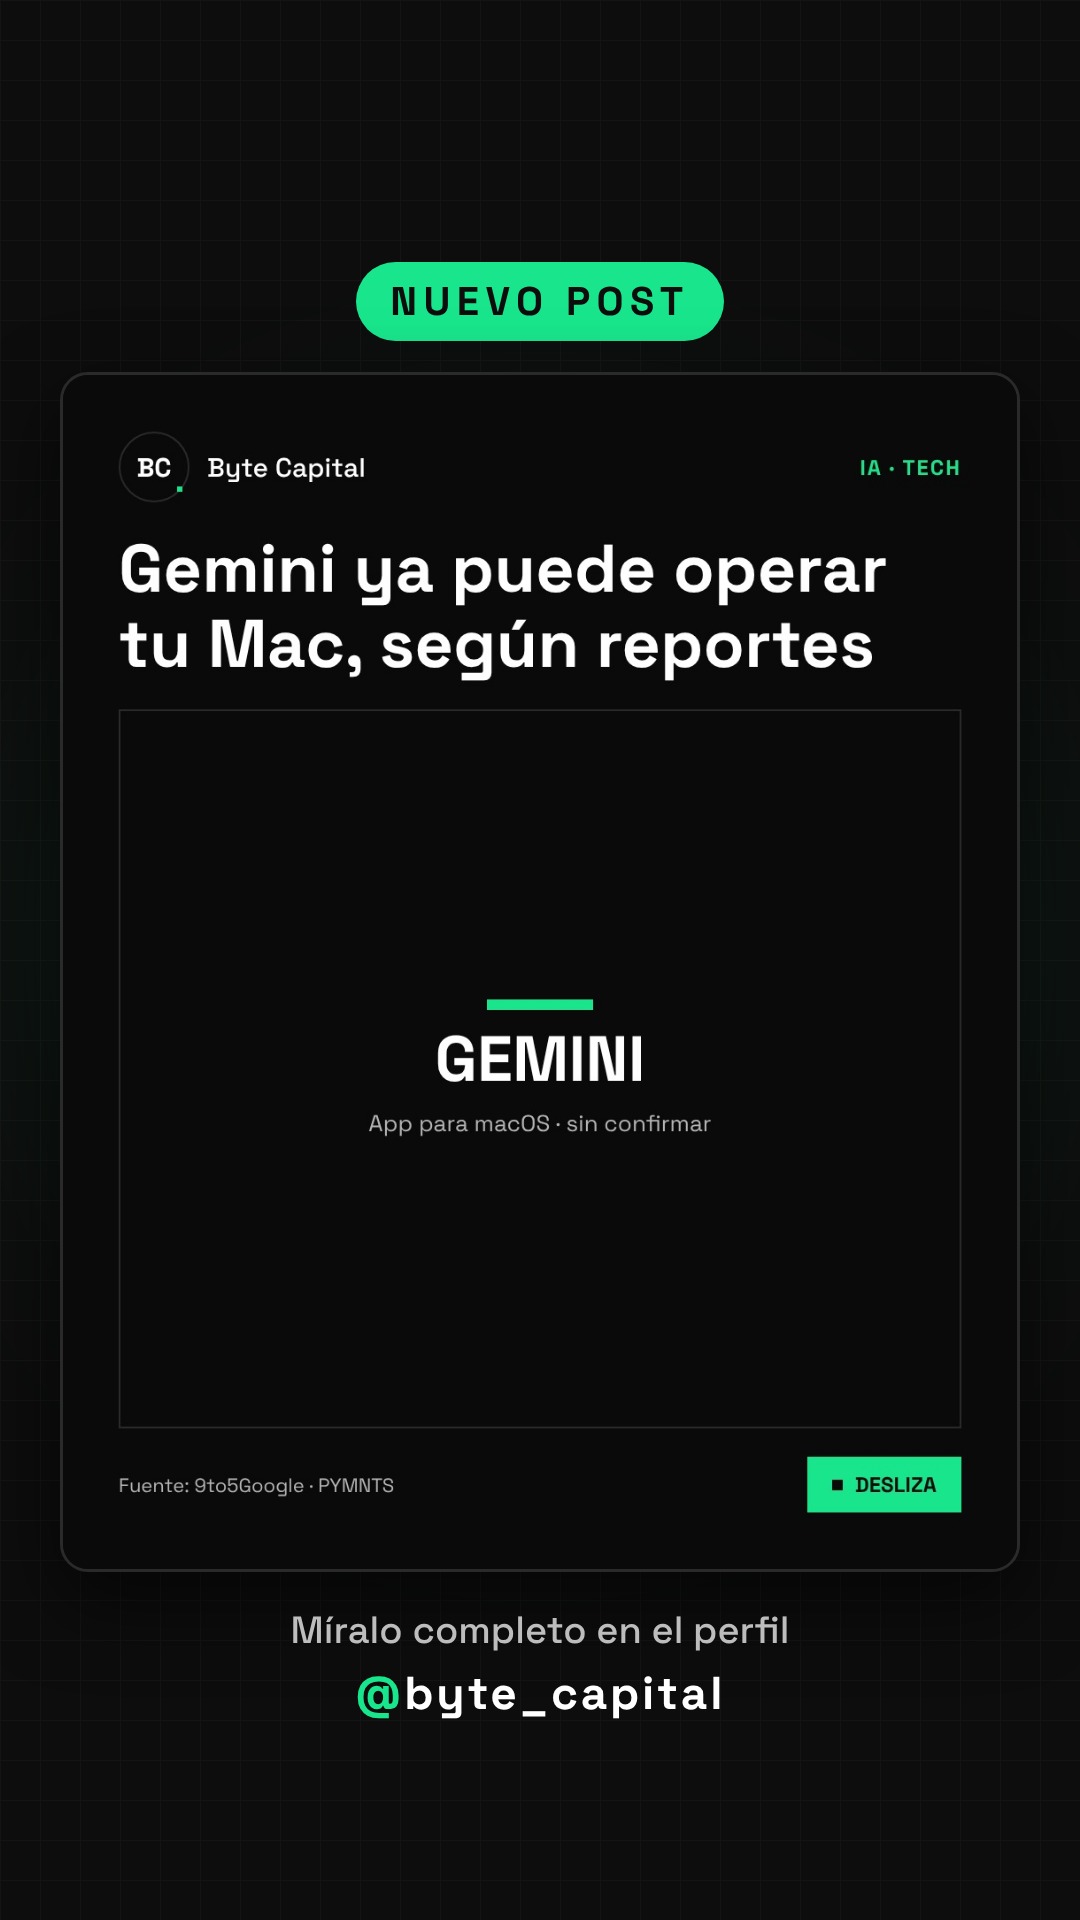 NUEVO POST
BC
Byte Capital
IA · TECH
Gemini ya puede operar
tu Mac, según reportes
GEMINI
App para macOS · sin confirmar
Fuente: 9to5Google · PYMNTS
DESLIZA
Míralo completo en el perfil
@byte_capital